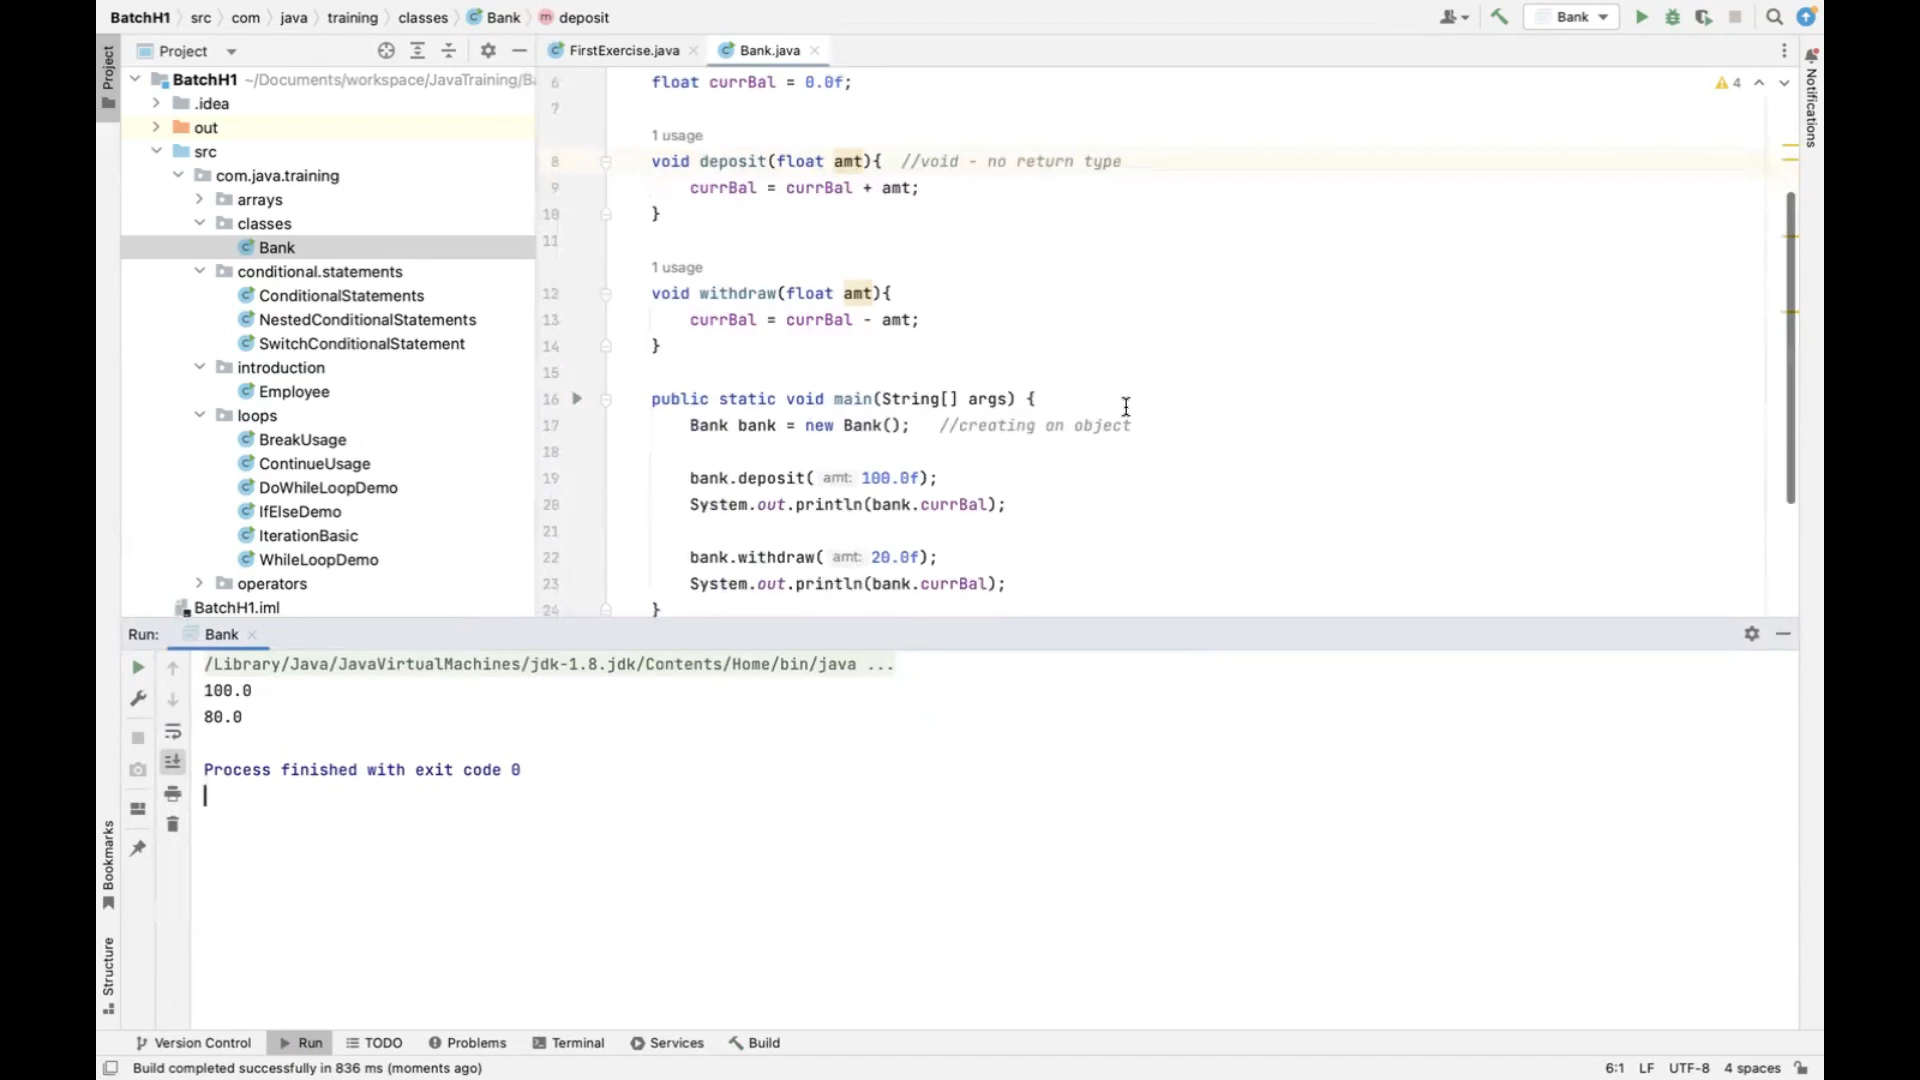 BatchH1 src com java training classes Bank deposit
Bank
Project
FirstExercise.java
Bank.java
BatchH1 ~/Documents/workspace/JavaTraining/Ba
.idea
out
src
com.java.training
arrays
classes
Bank
conditional.statements
ConditionalStatements
NestedConditionalStatements
SwitchConditionalStatement
introduction
Employee
loops
BreakUsage
ContinueUsage
DoWhileLoopDemo
IfElseDemo
IterationBasic
WhileLoopDemo
operators
BatchH1.iml
4
6 float currBal = 0.0f;
7
1 usage
8 void deposit(float amt){ //void - no return type
9 currBal = currBal + amt;
10 }
11
1 usage
12 void withdraw(float amt){
13 currBal = currBal - amt;
14 }
15
16 public static void main(String[] args) {
17 Bank bank = new Bank(); //creating an object
18
19 bank.deposit( amt: 100.0f);
20 System.out.println(bank.currBal);
21
22 bank.withdraw( amt: 20.0f);
23 System.out.println(bank.currBal);
24 }
Run: Bank
/Library/Java/JavaVirtualMachines/jdk-1.8.jdk/Contents/Home/bin/java ...
100.0
80.0
Process finished with exit code 0
Project
Bookmarks
Structure
Notifications
Version Control Run TODO Problems Terminal Services Build
Build completed successfully in 836 ms (moments ago)
6:1 LF UTF-8 4 spaces